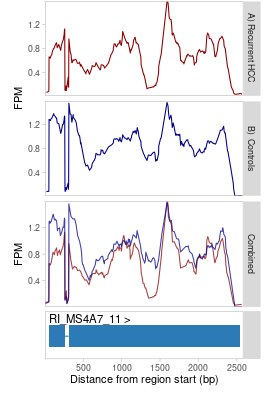 A) Recurrent HCC
1.2
0.8
0.4
FPM
B) Controls
1.2
0.8
0.4
Combined
1.2
0.8
0.4
FPM
RI_MS4A7_11 >
500
1000
1500
2000
2500
Distance from region start (bp)